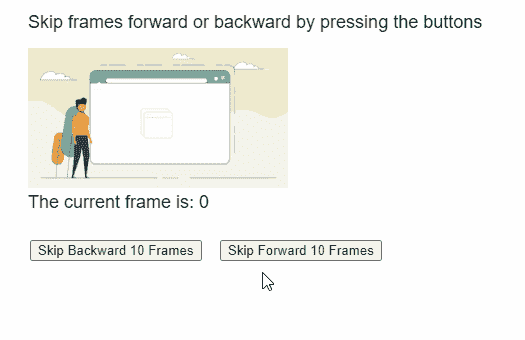 Skip frames forward or backward by pressing the buttons
The current frame is: 0
Skip Backward 10 Frames Skip Forward 10 Frames